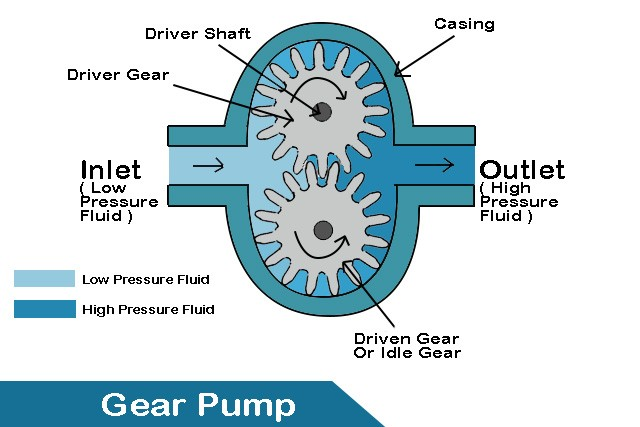 Driver Shaft
Casing
Driver Gear
Inlet
( Low
Pressure
Fluid )
Outlet
( High
Pressure
Fluid )
Low Pressure Fluid
High Pressure Fluid
Driven Gear
Or Idle Gear
Gear Pump